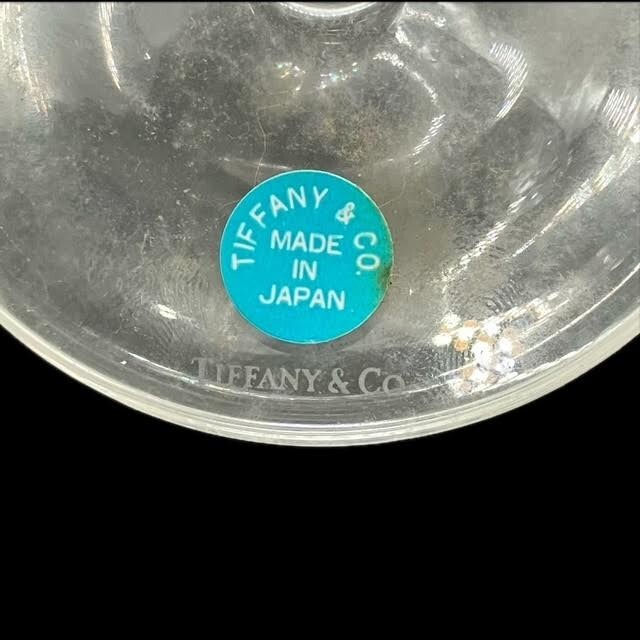 TIFFANY & CO.
MADE
IN
JAPAN
TIFFANY & CO.